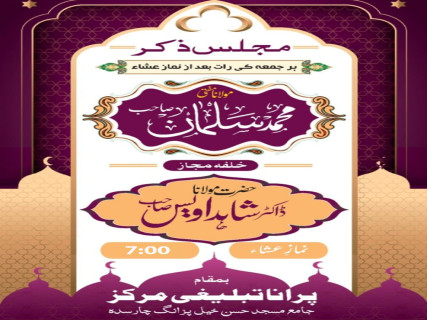 مجلس ذکر
ہر جمعہ کی رات بعد از نماز عشاء
مولانا مفتی
محمد سلمان صاحب
خلفہ مجاز
حضرت مولانا
ڈاکٹر شاہد اویس صاحب
نماز عشاء 7:00
بمقام
پرانا تبلیغی مرکز
جامع مسجد حسن خیل پڑانگ چارسدہ